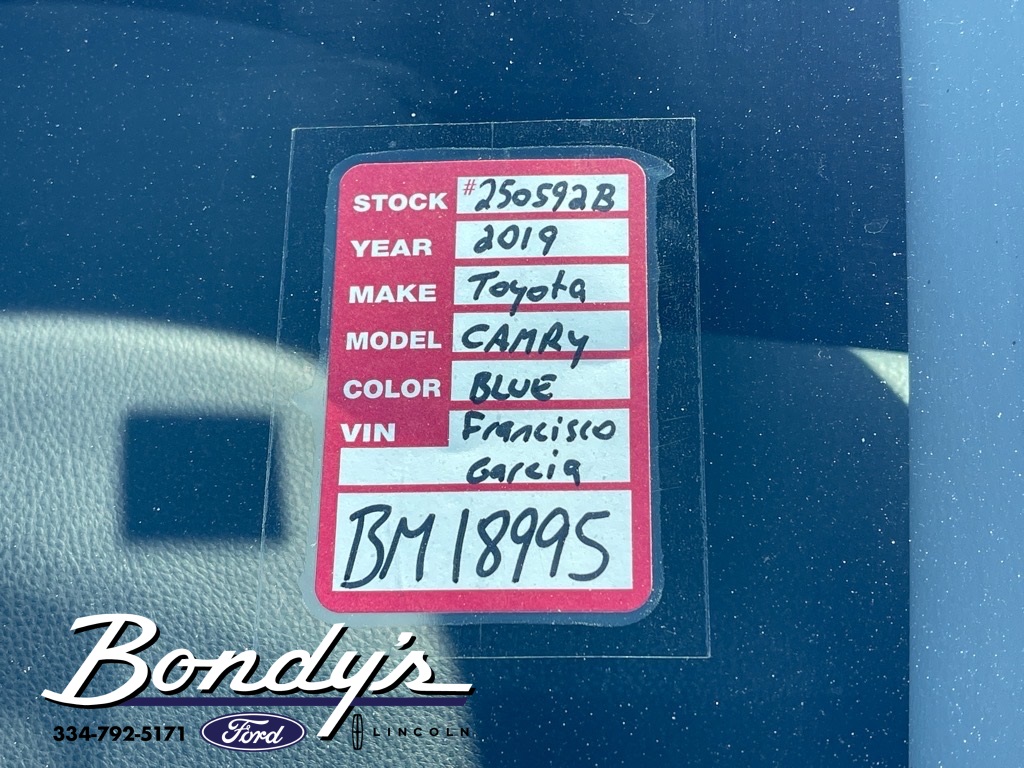 STOCK #250592B
YEAR 2019
MAKE Toyota
MODEL CAMRy
COLOR BLUE
VIN Francisco
Garcia
BM 18995
Bondy's
334-792-5171 Ford LINCOLN